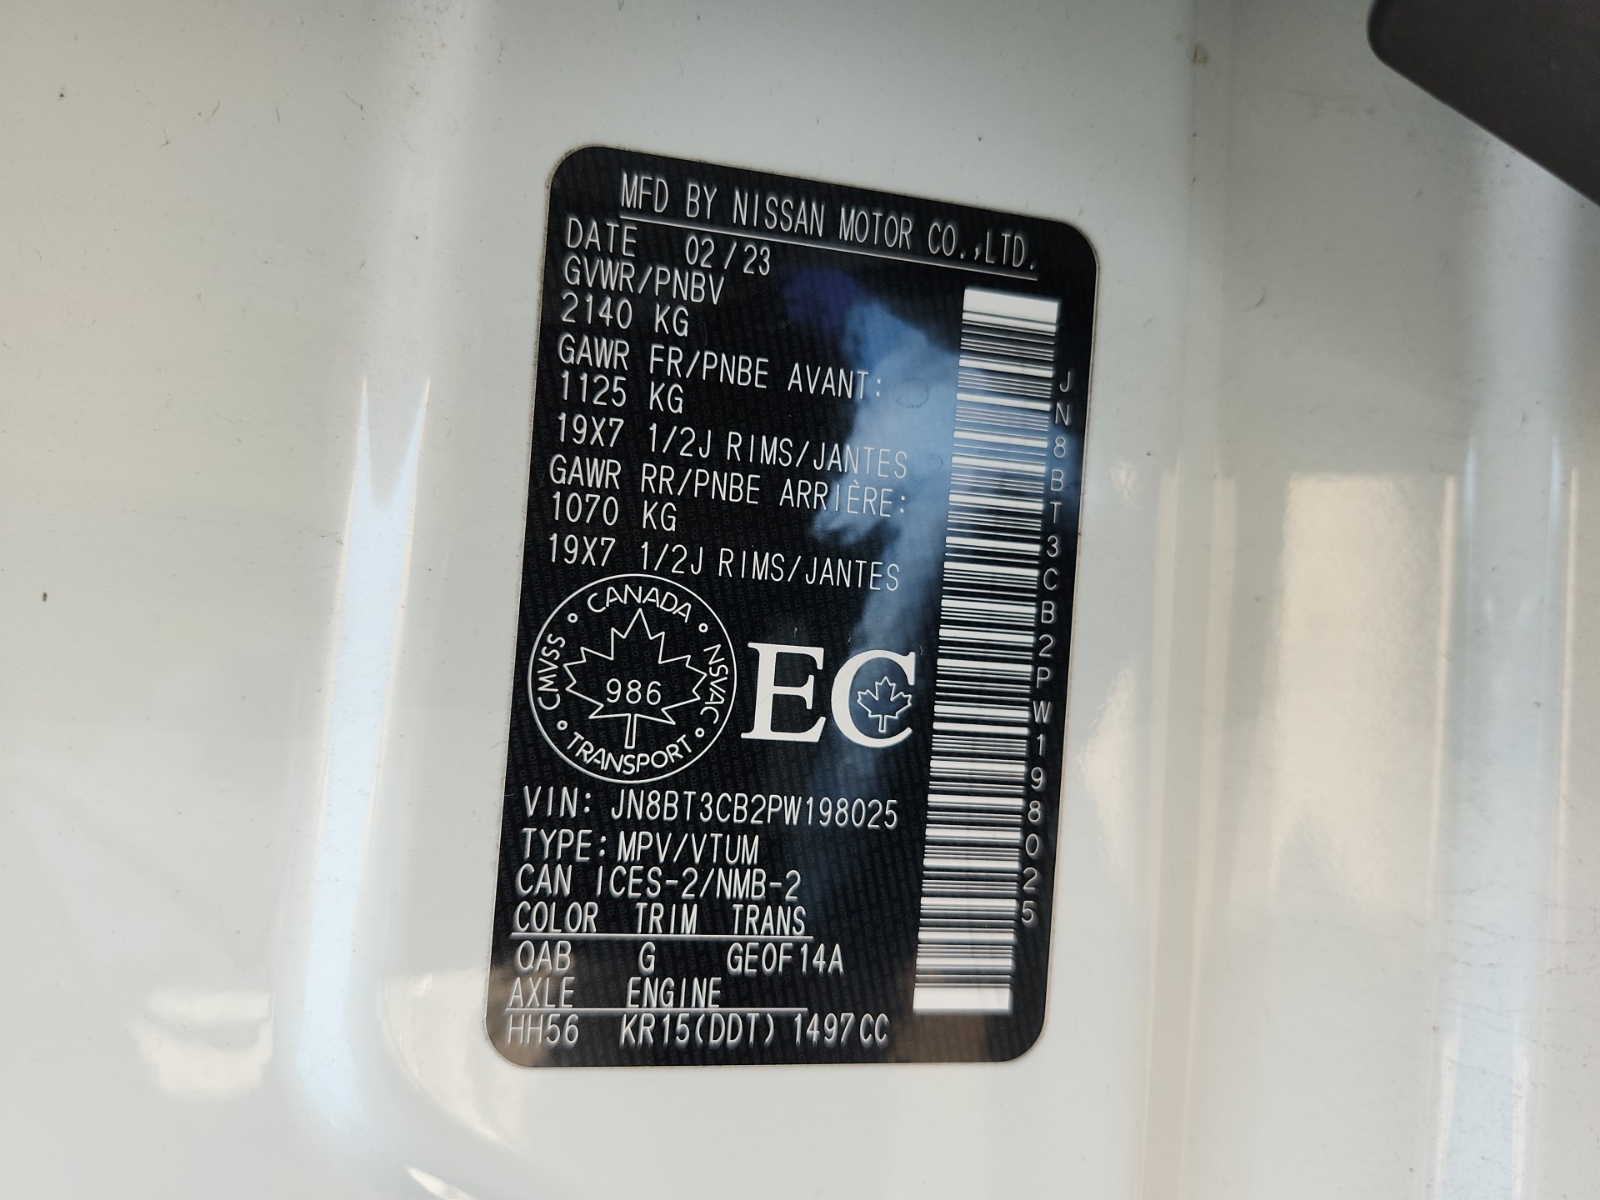 MFD BY NISSAN MOTOR CO.,LTD.
DATE 02/23
GVWR/PNBV
2140 KG
GAWR FR/PNBE AVANT:
1125 KG
19X7 1/2J RIMS/JANTES
GAWR RR/PNBE ARRIÈRE:
1070 KG
19X7 1/2J RIMS/JANTES
CANADA
CMVSS
NSVAC
986
TRANSPORT
EC
VIN: JN8BT3CB2PW198025
TYPE: MPV/VTUM
CAN ICES-2/NMB-2
COLOR TRIM TRANS
QAB G GE0F14A
AXLE ENGINE
HH56 KR15(DDT) 1497CC
JN8BT3CB2PW198025